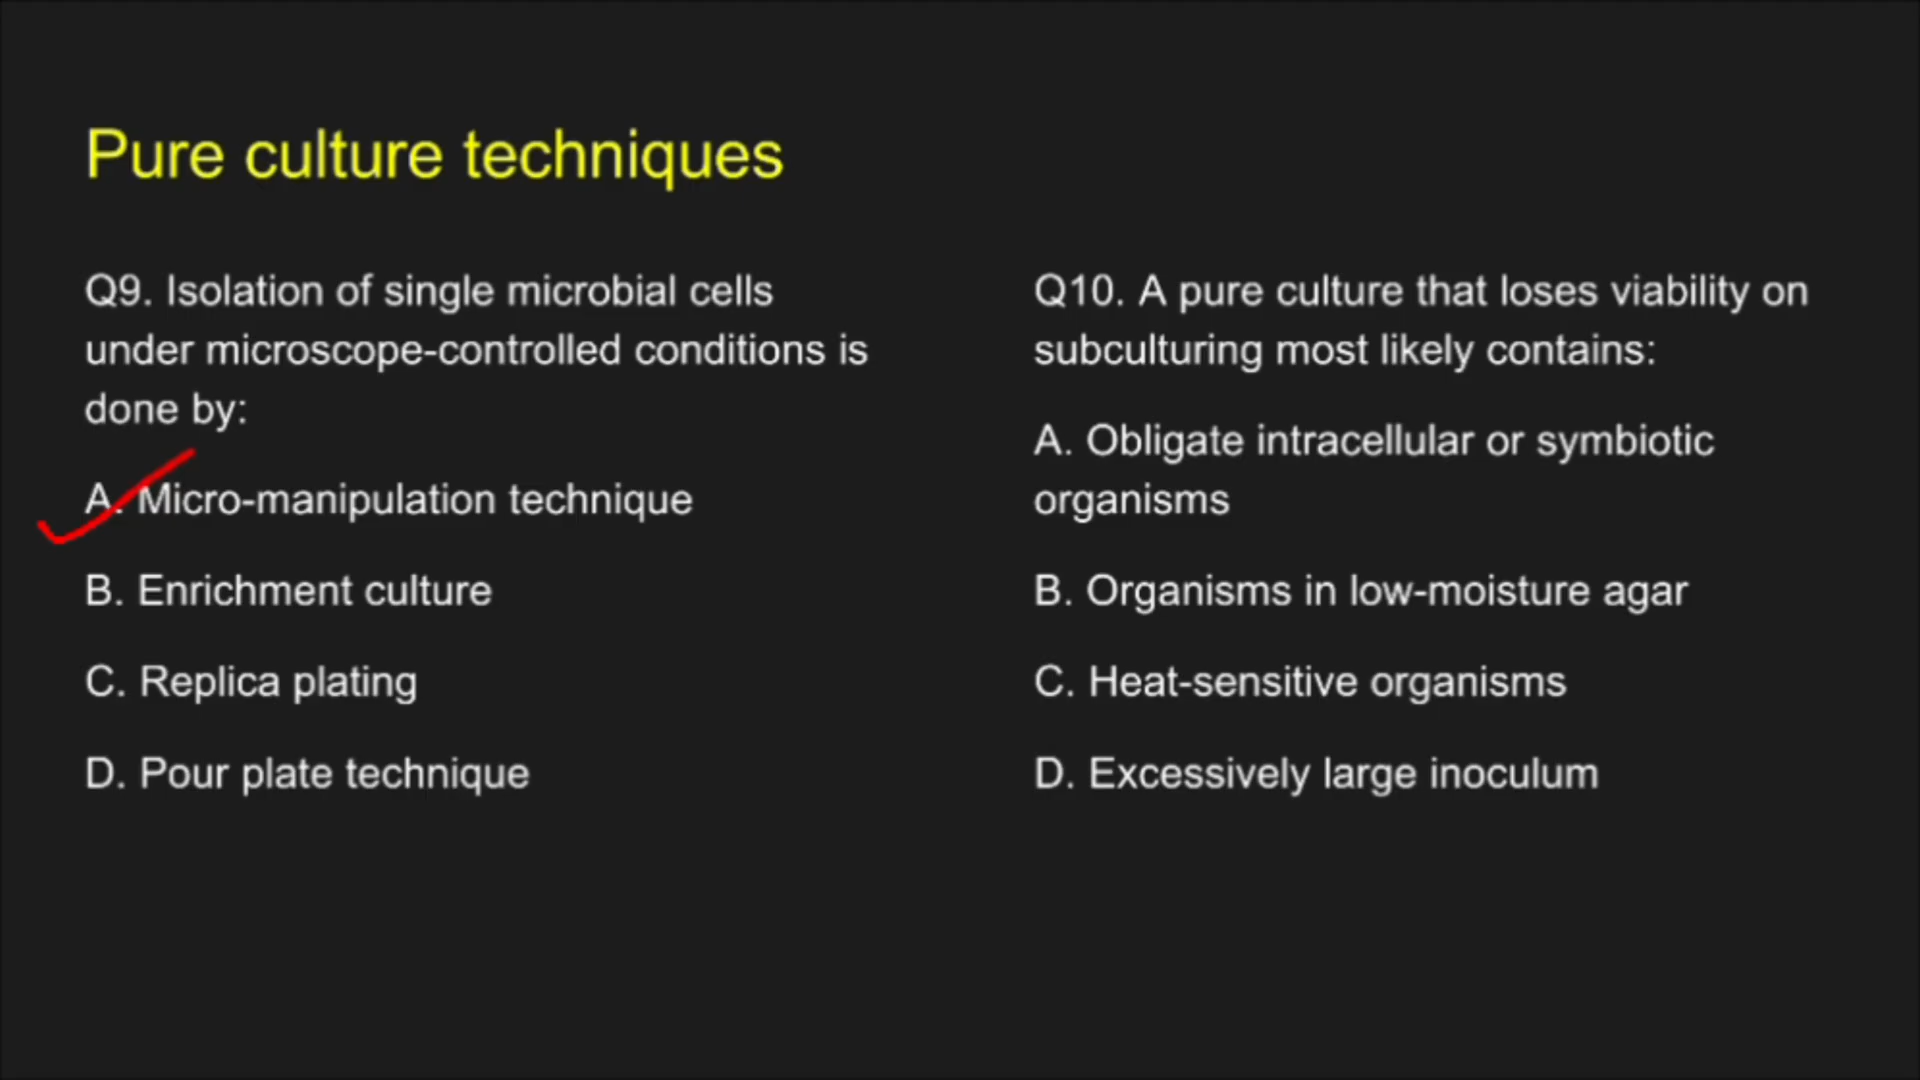 Pure culture techniques
Q9. Isolation of single microbial cells
under microscope-controlled conditions is
done by:
A. Micro-manipulation technique
B. Enrichment culture
C. Replica plating
D. Pour plate technique
Q10. A pure culture that loses viability on
subculturing most likely contains:
A. Obligate intracellular or symbiotic
organisms
B. Organisms in low-moisture agar
C. Heat-sensitive organisms
D. Excessively large inoculum